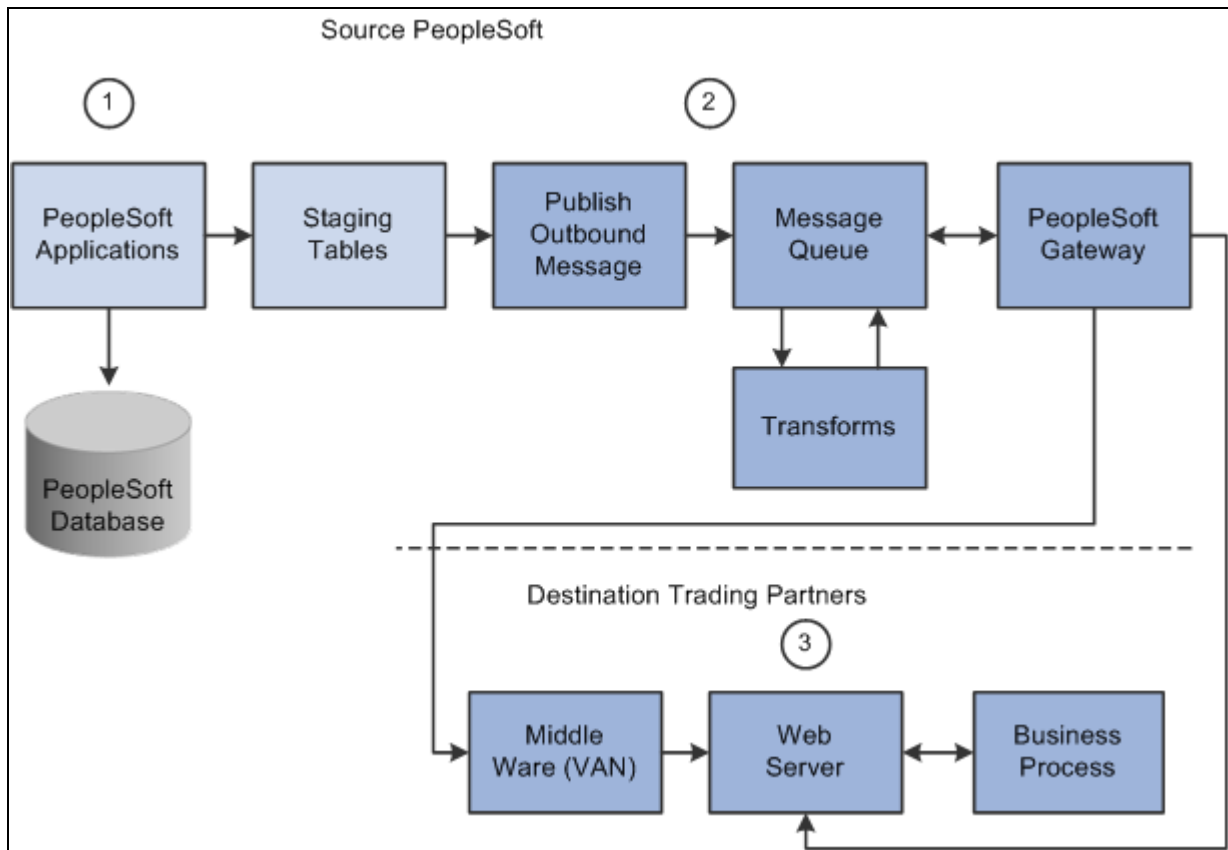 Source PeopleSoft
1
2
PeopleSoft
Applications
Staging
Tables
Publish
Outbound
Message
Message
Queue
PeopleSoft
Gateway
Transforms
PeopleSoft
Database
Destination Trading Partners
3
Middle
Ware (VAN)
Web
Server
Business
Process